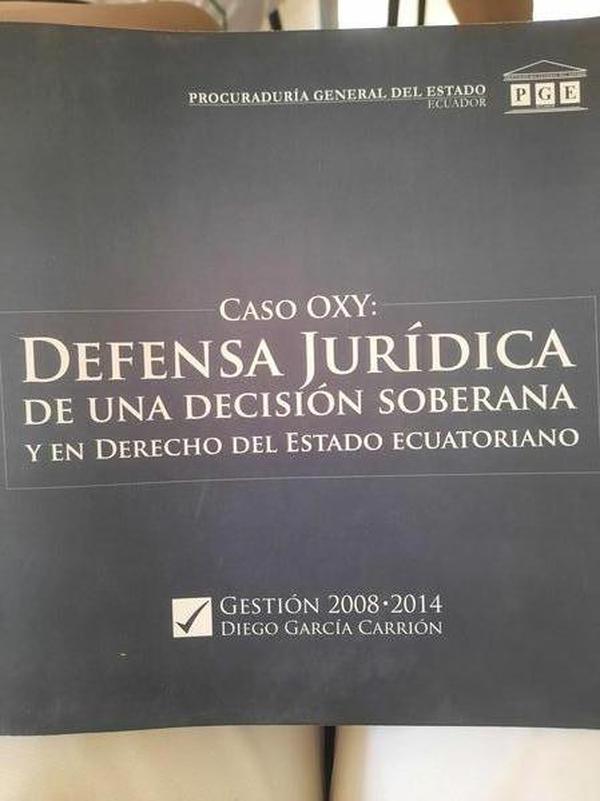 PROCURADURÍA GENERAL DEL ESTADO
ECUADOR
PGE
CASO OXY:
DEFENSA JURÍDICA
DE UNA DECISIÓN SOBERANA
Y EN DERECHO DEL ESTADO ECUATORIANO
GESTIÓN 2008·2014
DIEGO GARCÍA CARRIÓN